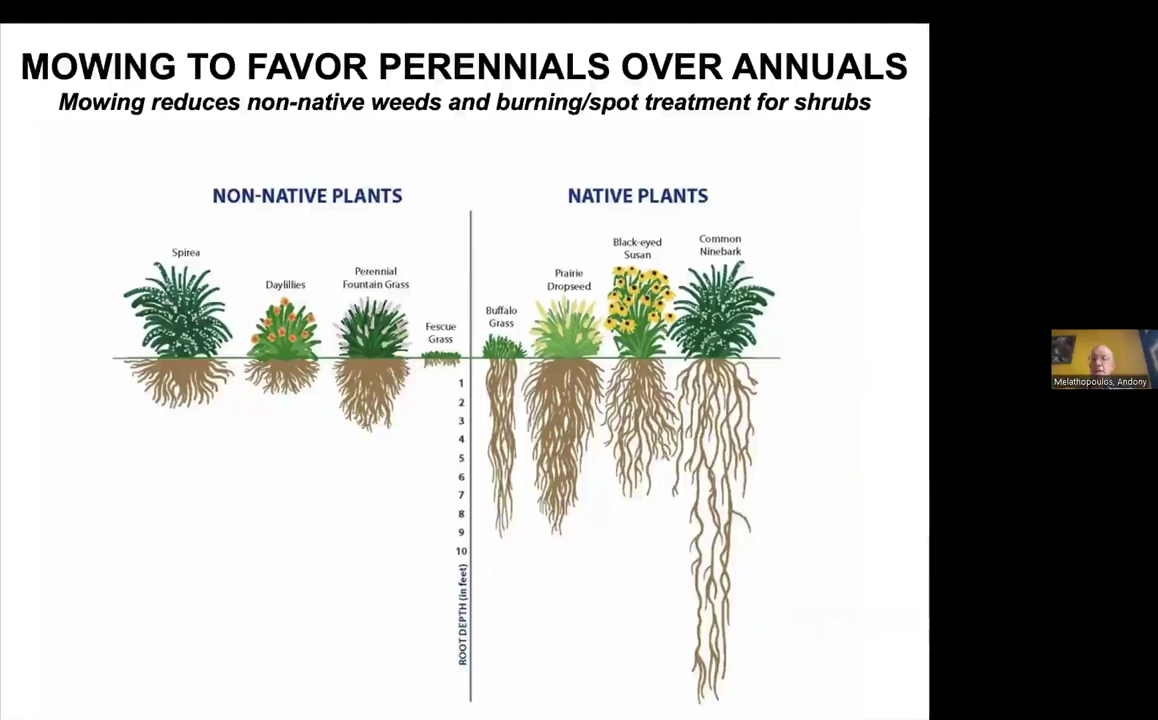 MOWING TO FAVOR PERENNIALS OVER ANNUALS
Mowing reduces non-native weeds and burning/spot treatment for shrubs
NON-NATIVE PLANTS
NATIVE PLANTS
Spirea
Daylillies
Perennial
Fountain Grass
Fescue
Grass
Buffalo
Grass
Prairie
Dropseed
Black-eyed
Susan
Common
Ninebark
1
2
3
4
5
6
7
8
9
10
ROOT DEPTH (in feet)
Melathopoulos, Andony